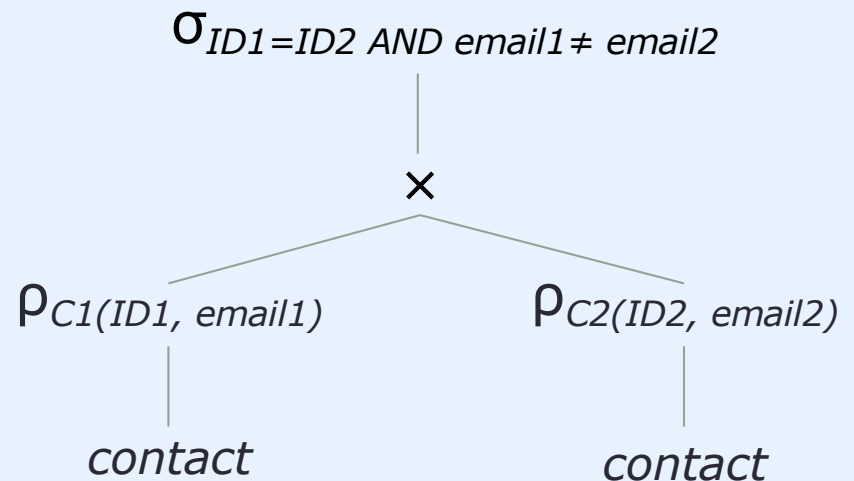 σID1=ID2 AND email1≠ email2
×
ρC1(ID1, email1) ρC2(ID2, email2)
contact contact